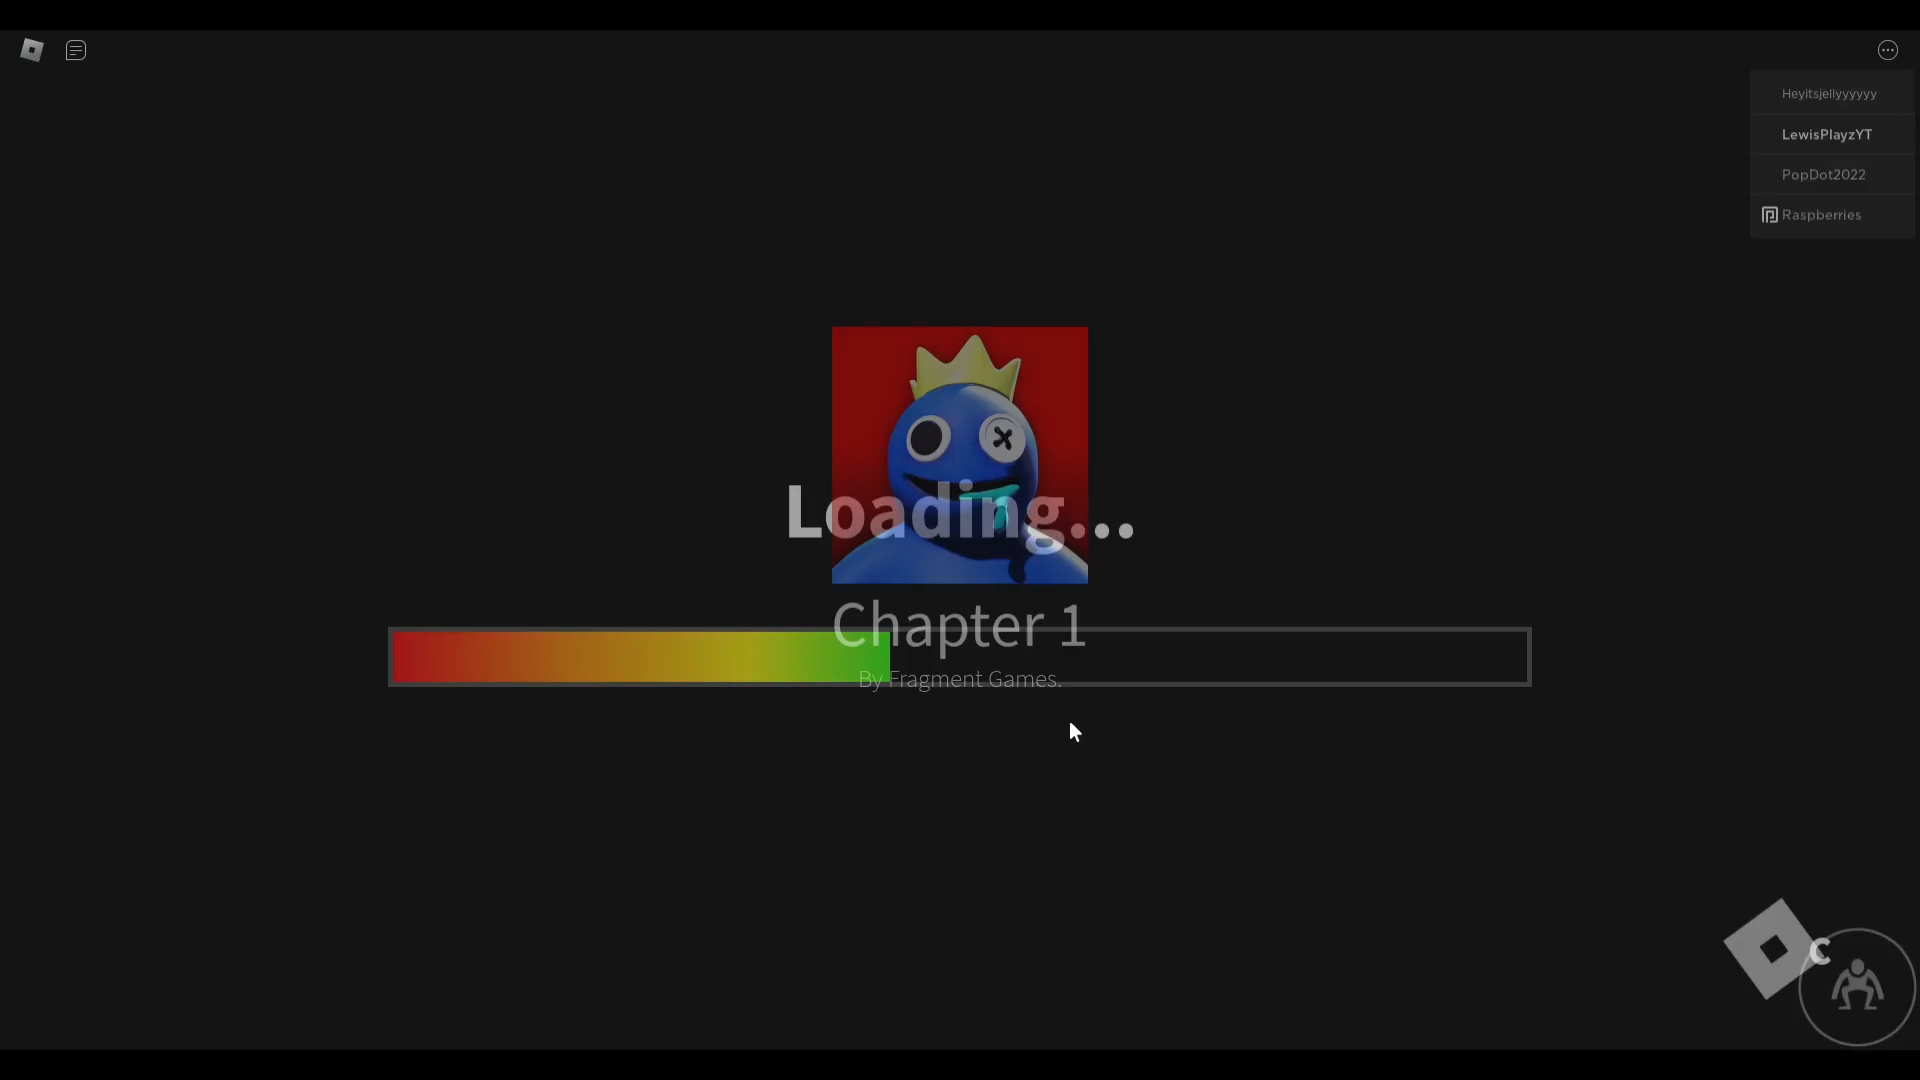 Heyitsjellyyyyyy
LewisPlayzYT
PopDot2022
Raspberries
Loading...
Chapter 1
By Fragment Games.
C